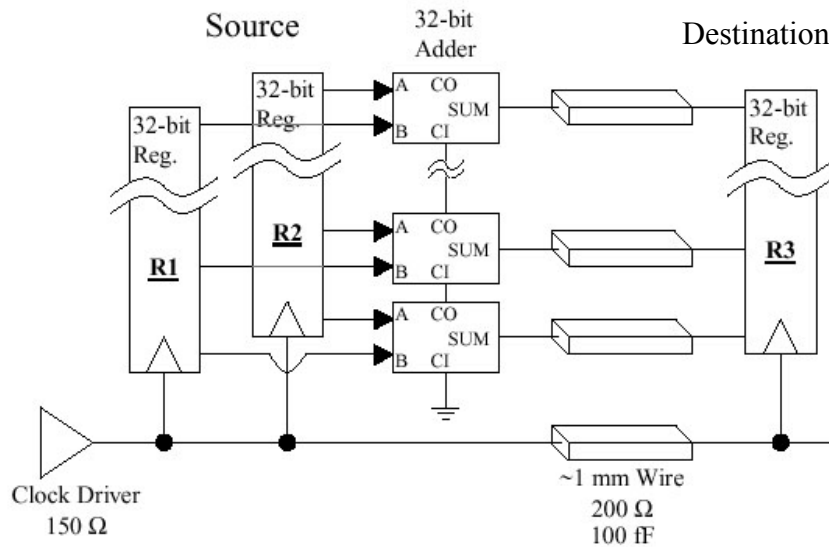 Source
32-bit
Adder
Destination
32-bit
Reg.
32-bit
Reg.
R1
R2
A CO
SUM
B CI
A CO
SUM
B CI
A CO
SUM
B CI
32-bit
Reg.
R3
Clock Driver
150 Ω
~1 mm Wire
200 Ω
100 fF